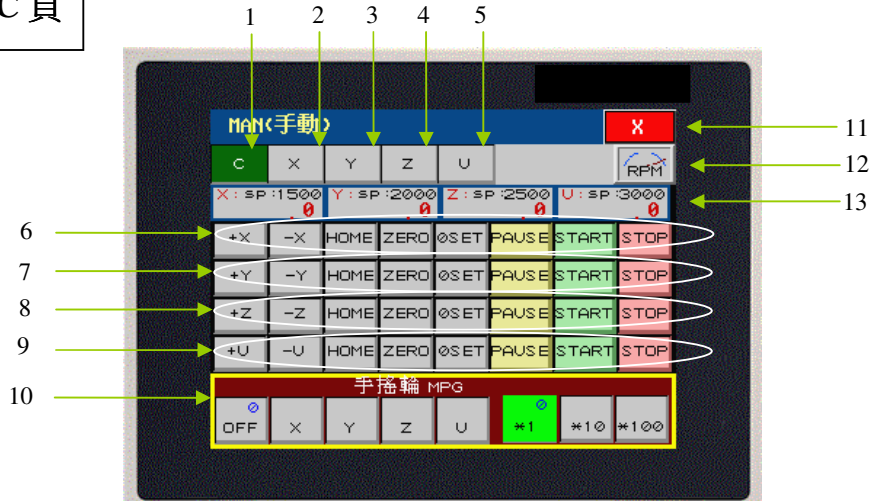 C 頁
1 2 3 4 5
MAN(手動) X 11
C X Y Z U RPM 12
X : SP :1500 Y : SP :2000 Z : SP :2500 U : SP :3000 13
.0 .0 .0 .0
6 +X -X HOME ZERO 0SET PAUSE START STOP
7 +Y -Y HOME ZERO 0SET PAUSE START STOP
8 +Z -Z HOME ZERO 0SET PAUSE START STOP
9 +U -U HOME ZERO 0SET PAUSE START STOP
手搖輪 MPG
10 0 0
OFF X Y Z U *1 *10 *100